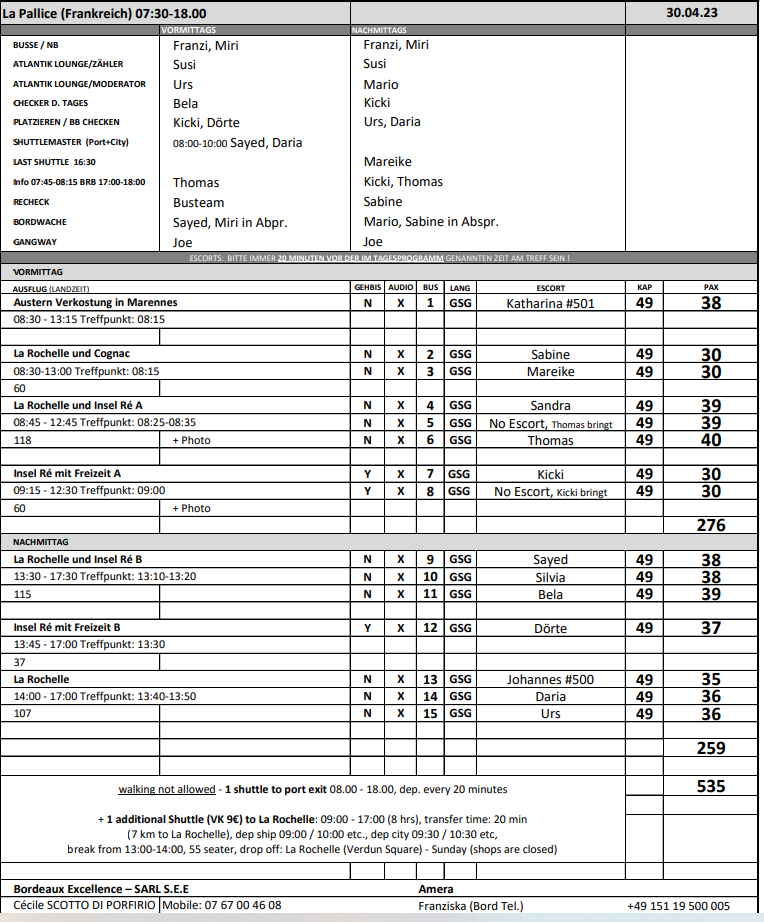 La Pallice (Frankreich) 07:30-18.00 30.04.23
VORMITTAGS NACHMITTAGS
BUSSE / NB Franzi, Miri Franzi, Miri
ATLANTIK LOUNGE/ZÄHLER Susi Susi
ATLANTIK LOUNGE/MODERATOR Urs Mario
CHECKER D. TAGES Bela Kicki
PLATZIEREN / BB CHECKEN Kicki, Dörte Urs, Daria
SHUTTLEMASTER (Port+City) 08:00-10:00 Sayed, Daria
LAST SHUTTLE 16:30 Mareike
Info 07:45-08:15 BRB 17:00-18:00 Thomas Kicki, Thomas
RECHECK Busteam Sabine
BORDWACHE Sayed, Miri in Abpr. Mario, Sabine in Abspr.
GANGWAY Joe Joe
ESCORTS: BITTE IMMER 20 MINUTEN VOR DER IM TAGESPROGRAMM GENANNTEN ZEIT AM TREFF SEIN !
VORMITTAG
AUSFLUG (LANDZEIT) GEHBIS AUDIO BUS LANG ESCORT KAP PAX
Austern Verkostung in Marennes N X 1 GSG Katharina #501 49 38
08:30 - 13:15 Treffpunkt: 08:15
La Rochelle und Cognac N X 2 GSG Sabine 49 30
08:30-13:00 Treffpunkt: 08:15 N X 3 GSG Mareike 49 30
60
La Rochelle und Insel Ré A N X 4 GSG Sandra 49 39
08:45 - 12:45 Treffpunkt: 08:25-08:35 N X 5 GSG No Escort, Thomas bringt 49 39
118 + Photo N X 6 GSG Thomas 49 40
Insel Ré mit Freizeit A Y X 7 GSG Kicki 49 30
09:15 - 12:30 Treffpunkt: 09:00 Y X 8 GSG No Escort, Kicki bringt 49 30
60 + Photo
276
NACHMITTAG
La Rochelle und Insel Ré B N X 9 GSG Sayed 49 38
13:30 - 17:30 Treffpunkt: 13:10-13:20 N X 10 GSG Silvia 49 38
115 N X 11 GSG Bela 49 39
Insel Ré mit Freizeit B Y X 12 GSG Dörte 49 37
13:45 - 17:00 Treffpunkt: 13:30
37
La Rochelle N X 13 GSG Johannes #500 49 35
14:00 - 17:00 Treffpunkt: 13:40-13:50 N X 14 GSG Daria 49 36
107 N X 15 GSG Urs 49 36
259
535
walking not allowed - 1 shuttle to port exit 08.00 - 18.00, dep. every 20 minutes
+ 1 additional Shuttle (VK 9€) to La Rochelle: 09:00 - 17:00 (8 hrs), transfer time: 20 min
(7 km to La Rochelle), dep ship 09:00 / 10:00 etc., dep city 09:30 / 10:30 etc,
break from 13:00-14:00, 55 seater, drop off: La Rochelle (Verdun Square) - Sunday (shops are closed)
Bordeaux Excellence – SARL S.E.E Amera
Cécile SCOTTO DI PORFIRIO Mobile: 07 67 00 46 08 Franziska (Bord Tel.) +49 151 19 500 005